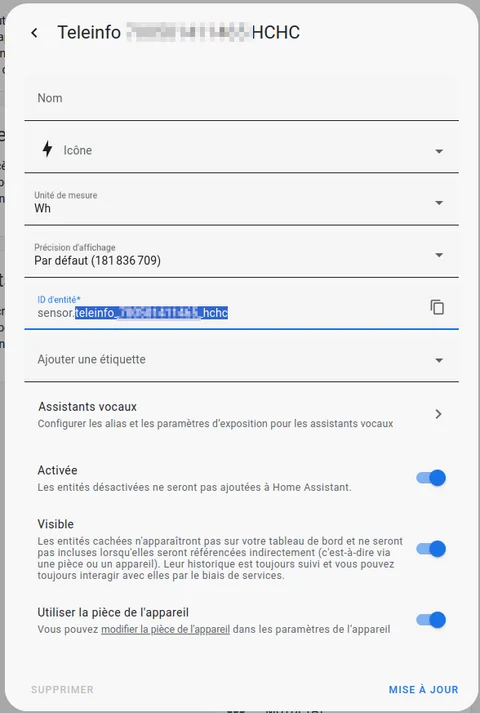 Teleinfo HCHC
Nom
Icône
Unité de mesure
Wh
Précision d'affichage
Par défaut (181 836 709)
ID d'entité*
sensor.teleinfo_ _hchc
Ajouter une étiquette
Assistants vocaux
Configurer les alias et les paramètres d'exposition pour les assistants vocaux
Activée
Les entités désactivées ne seront pas ajoutées à Home Assistant.
Visible
Les entités cachées n'apparaîtront pas sur votre tableau de bord et ne seront
pas incluses lorsqu'elles seront référencées indirectement (c'est-à-dire via
une pièce ou un appareil). Leur historique est toujours suivi et vous pouvez
toujours interagir avec elles par le biais de services.
Utiliser la pièce de l'appareil
Vous pouvez modifier la pièce de l'appareil dans les paramètres de l'appareil
SUPPRIMER
MISE À JOUR